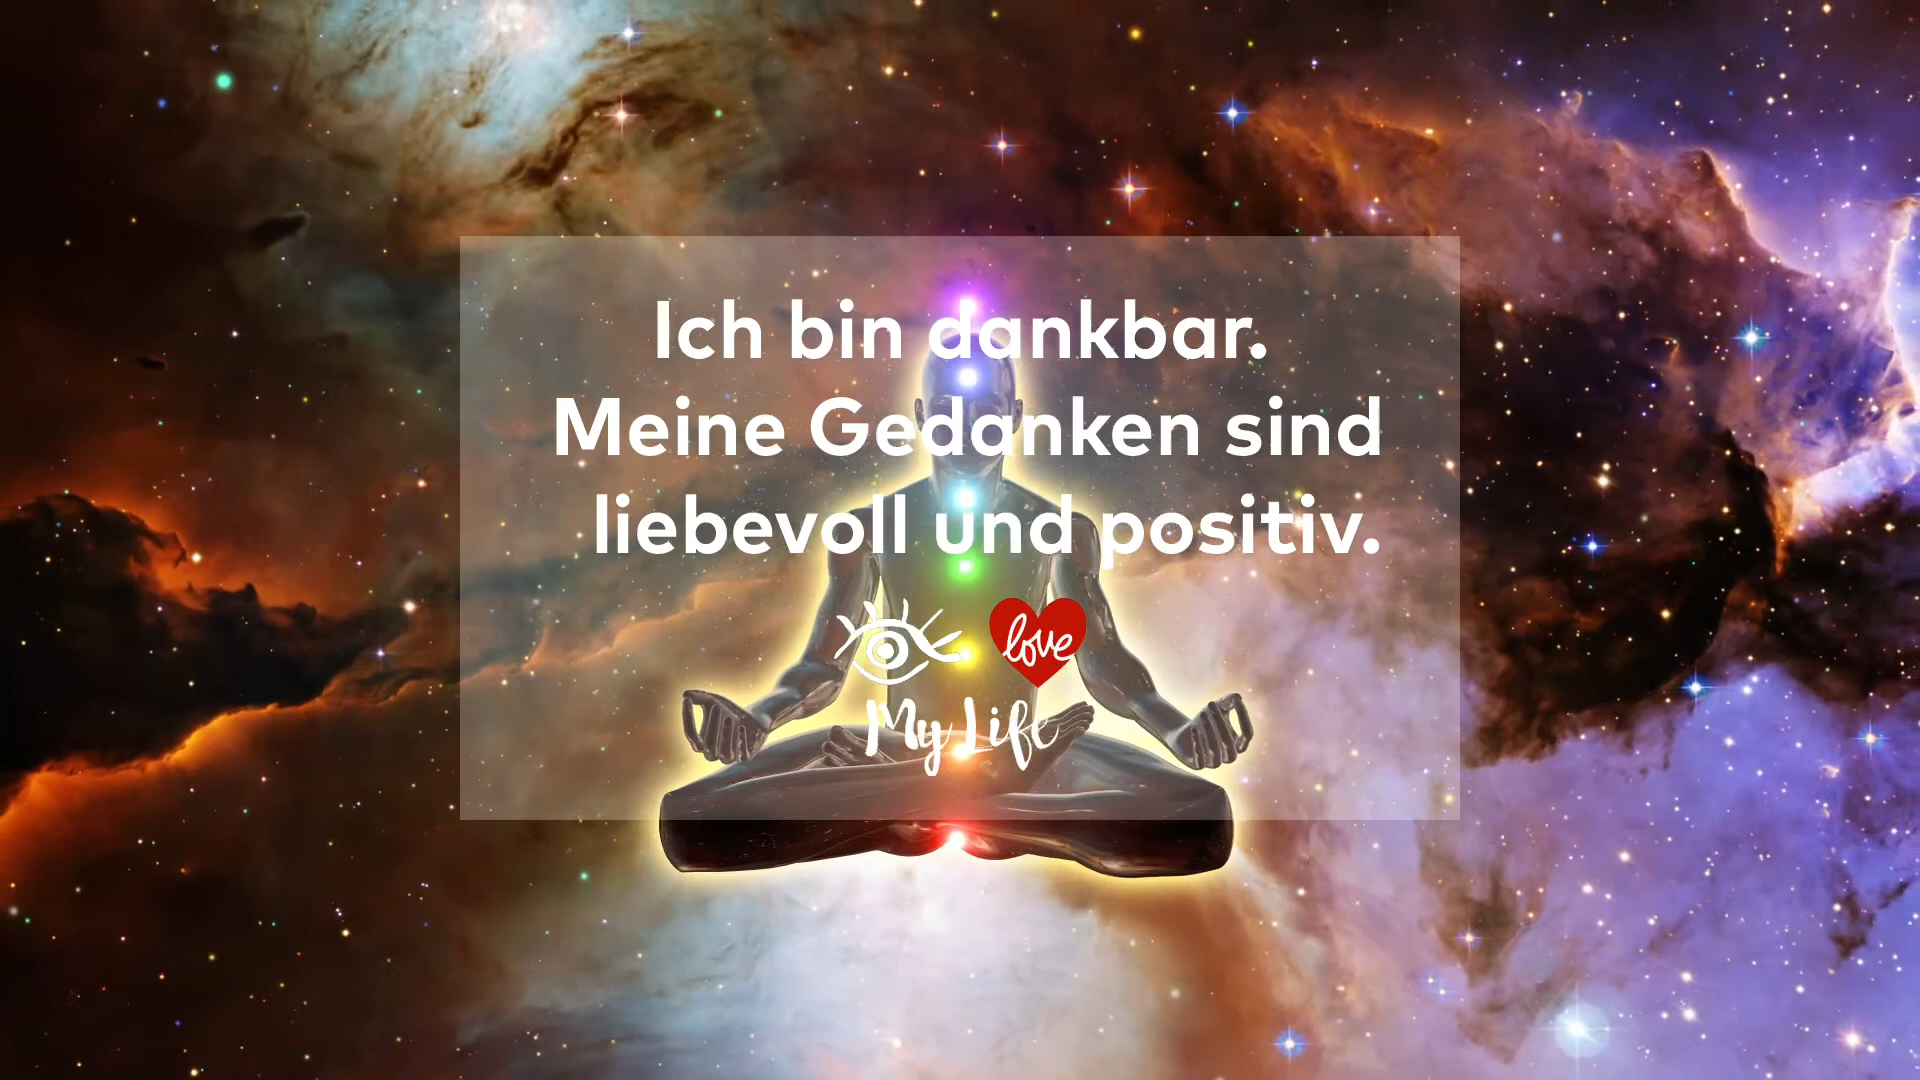 Ich bin dankbar.
Meine Gedanken sind
liebevoll und positiv.
love
My Life